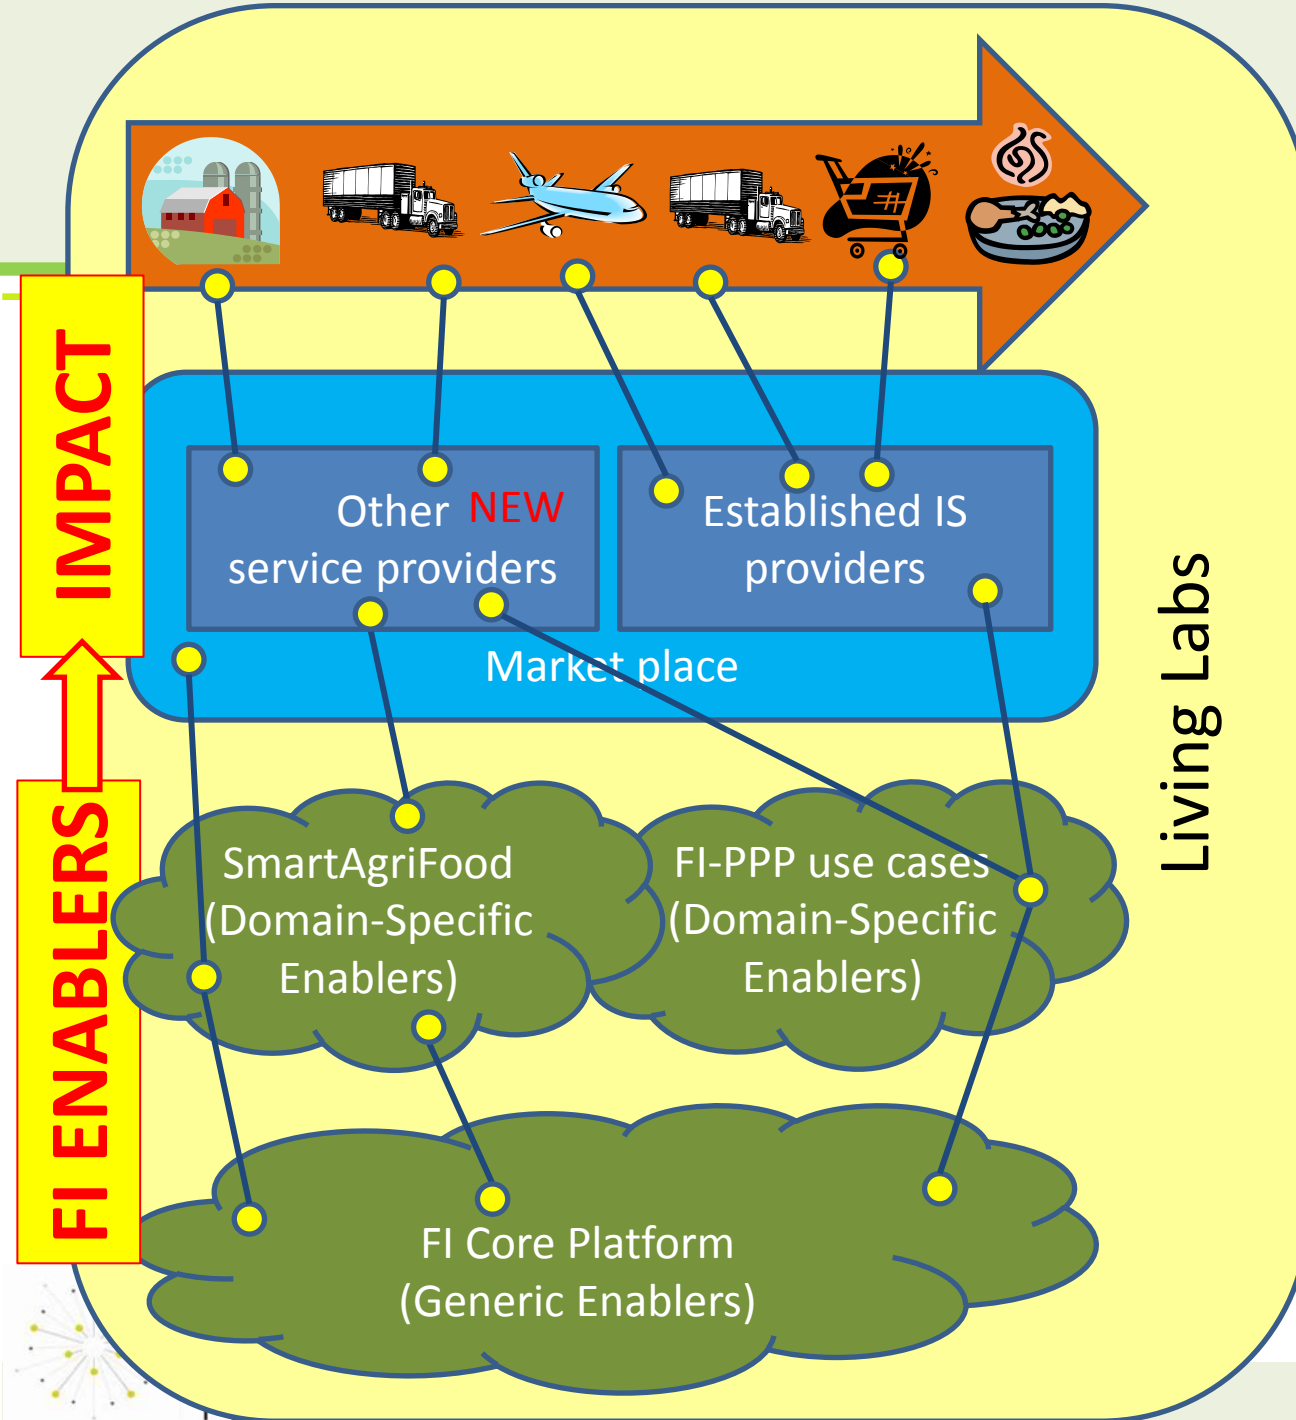 IMPACT
Other NEW
service providers
Established IS
providers
Market place
Living Labs
FI ENABLERS
SmartAgriFood
(Domain-Specific
Enablers)
FI-PPP use cases
(Domain-Specific
Enablers)
FI Core Platform
(Generic Enablers)